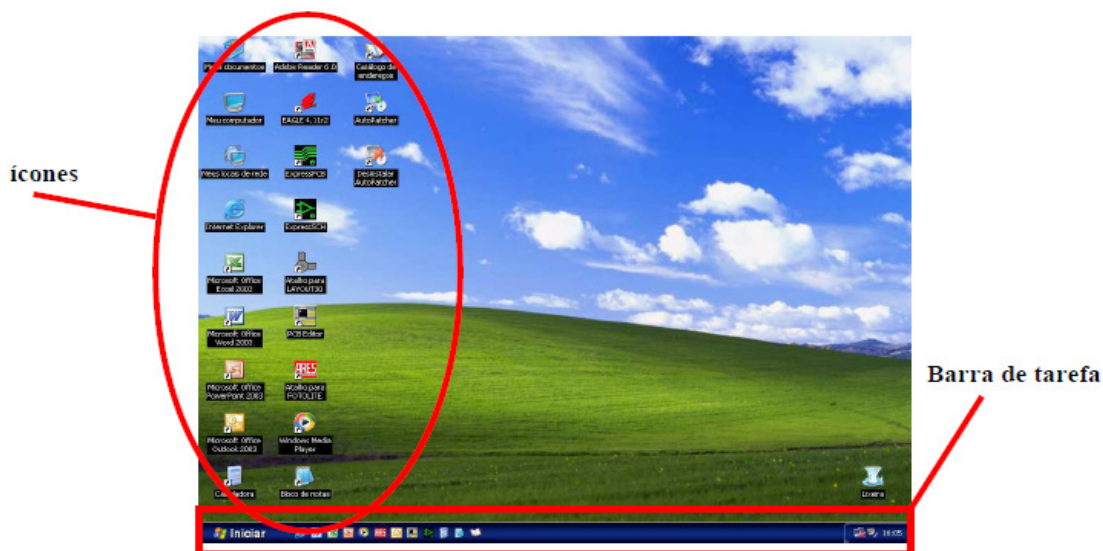 Meus documentos
Adobe Reader 6.0
Catálogo de
endereços
Meu computador
EAGLE 4.11r2
AutoPatcher
ícones
Meus locais de rede
ExpressPCB
Desinstalar
AutoPatcher
Internet Explorer
ExpressSCH
Microsoft Office
Excel 2003
Atalho para
LAYOUT30
Microsoft Office
Word 2003
PCB Editor
Barra de tarefa
Microsoft Office
PowerPoint 2003
ARES
Atalho para
FOTOLITE
Microsoft Office
Outlook 2003
Windows Media
Player
Calculadora
Bloco de notas
Lixeira
Iniciar
16:05